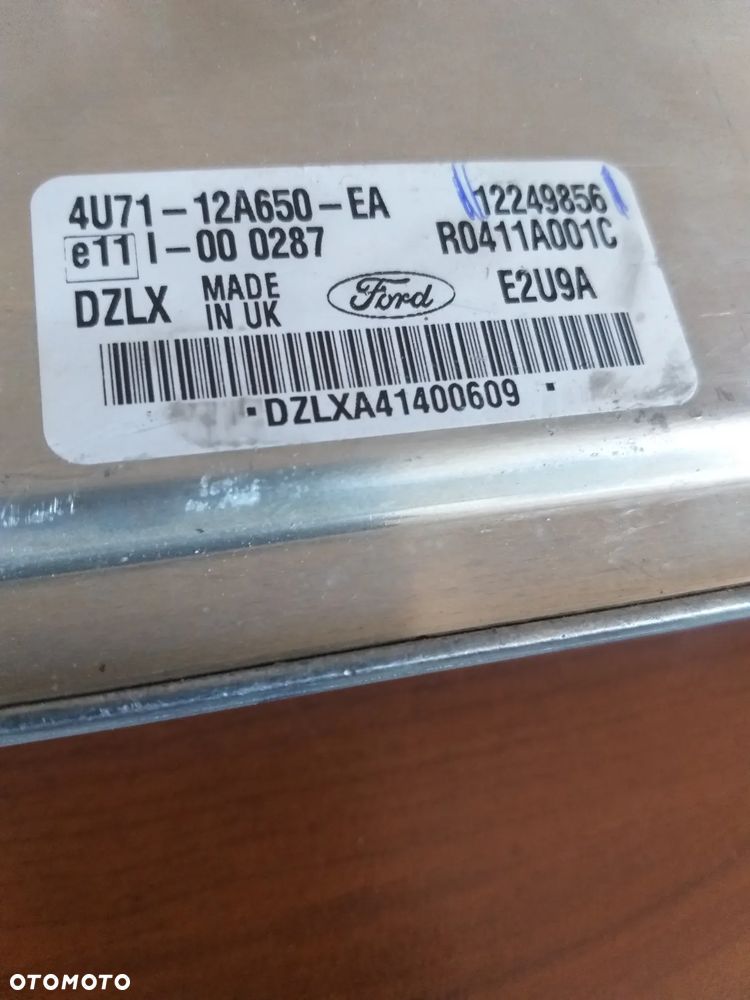 4U71-12A650-EA 12249856
e11 I-00 0287 R0411A001C
DZLX MADE IN UK Ford E2U9A
DZLXA41400609
OTOMOTO